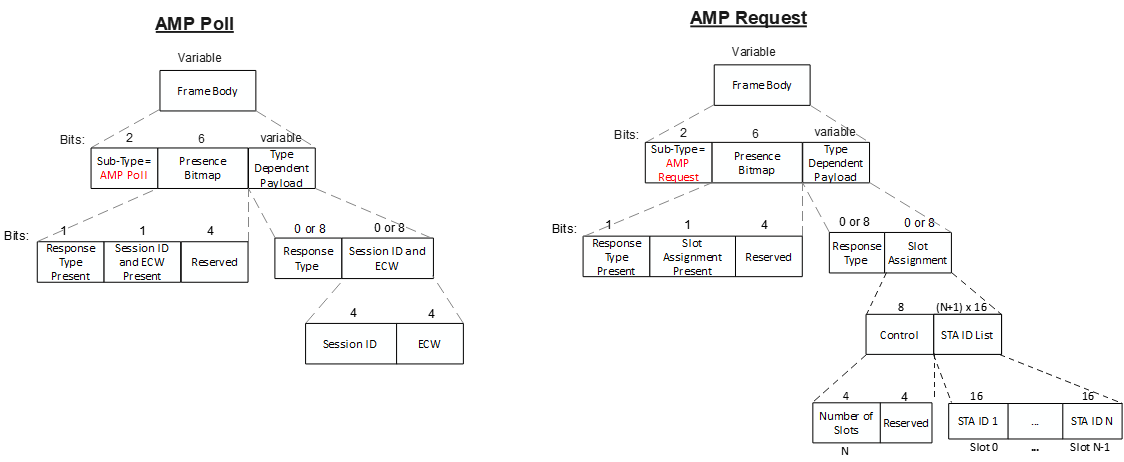 AMP Poll
Variable
Frame Body
Bits:
2
6
variable
Sub-Type =
AMP Poll
Presence
Bitmap
Type
Dependent
Payload
Bits:
1
1
4
0 or 8
0 or 8
Response
Type
Present
Session ID
and ECW
Present
Reserved
Response
Type
Session ID and
ECW
4
4
Session ID
ECW
AMP Request
Variable
Frame Body
Bits:
2
6
variable
Sub-Type =
AMP
Request
Presence
Bitmap
Type
Dependent
Payload
Bits:
1
1
4
0 or 8
0 or 8
Response
Type
Present
Slot
Assignment
Present
Reserved
Response
Type
Slot
Assignment
8
(N+1) x 16
Control
STA ID List
4
4
16
16
Number of
Slots
Reserved
STA ID 1
...
STA ID N
N
Slot 0
...
Slot N-1